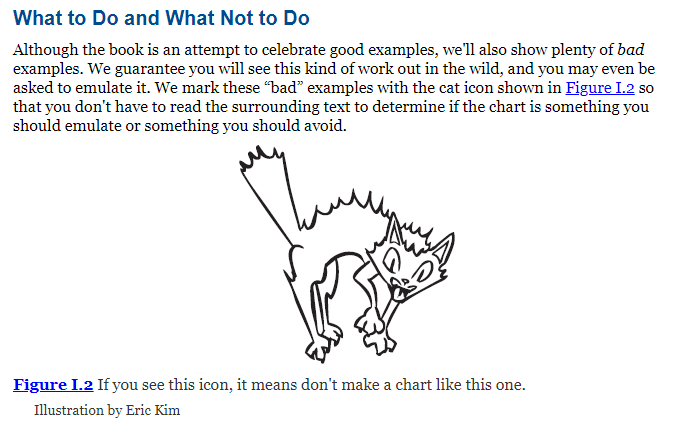 What to Do and What Not to Do
Although the book is an attempt to celebrate good examples, we'll also show plenty of bad
examples. We guarantee you will see this kind of work out in the wild, and you may even be
asked to emulate it. We mark these “bad” examples with the cat icon shown in Figure I.2 so
that you don't have to read the surrounding text to determine if the chart is something you
should emulate or something you should avoid.
Figure I.2 If you see this icon, it means don't make a chart like this one.
Illustration by Eric Kim